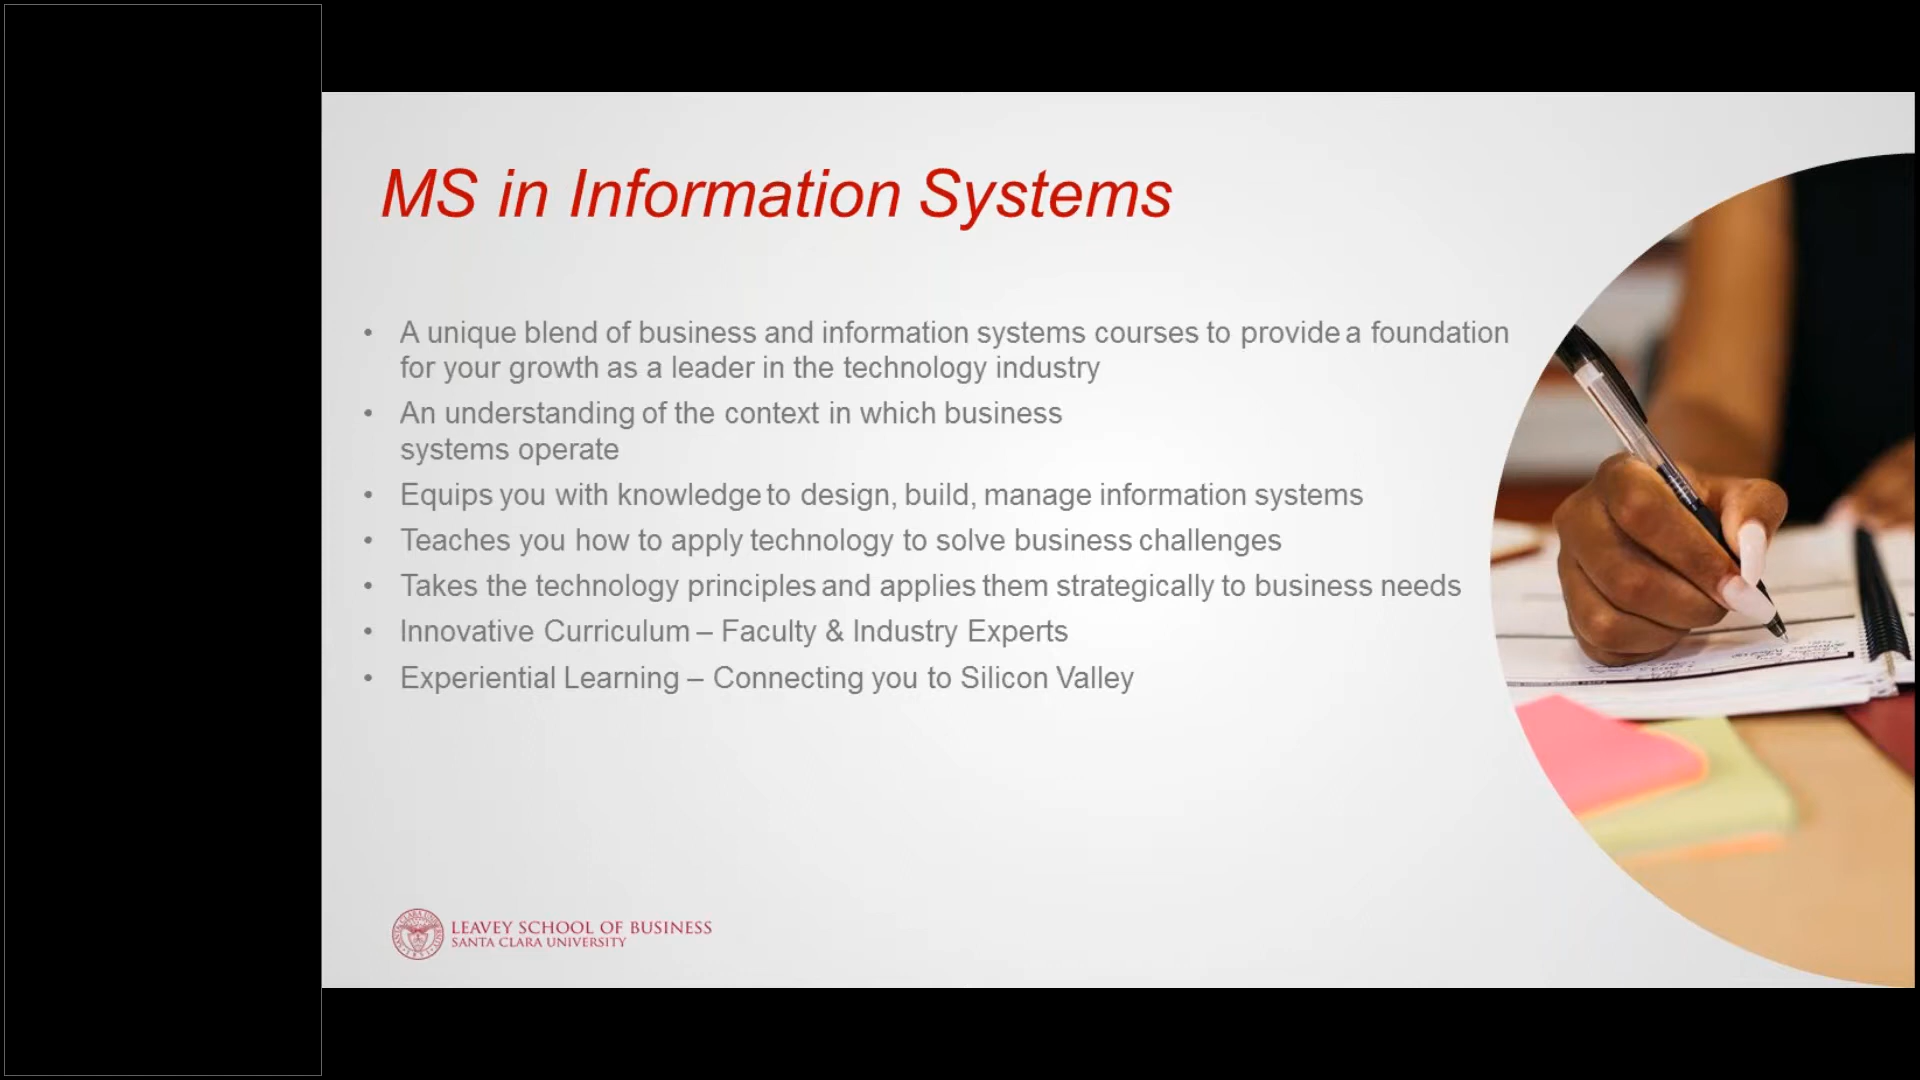 MS in Information Systems
• A unique blend of business and information systems courses to provide a foundation
for your growth as a leader in the technology industry
• An understanding of the context in which business
systems operate
• Equips you with knowledge to design, build, manage information systems
• Teaches you how to apply technology to solve business challenges
• Takes the technology principles and applies them strategically to business needs
• Innovative Curriculum – Faculty & Industry Experts
• Experiential Learning – Connecting you to Silicon Valley
LEAVEY SCHOOL OF BUSINESS
SANTA CLARA UNIVERSITY